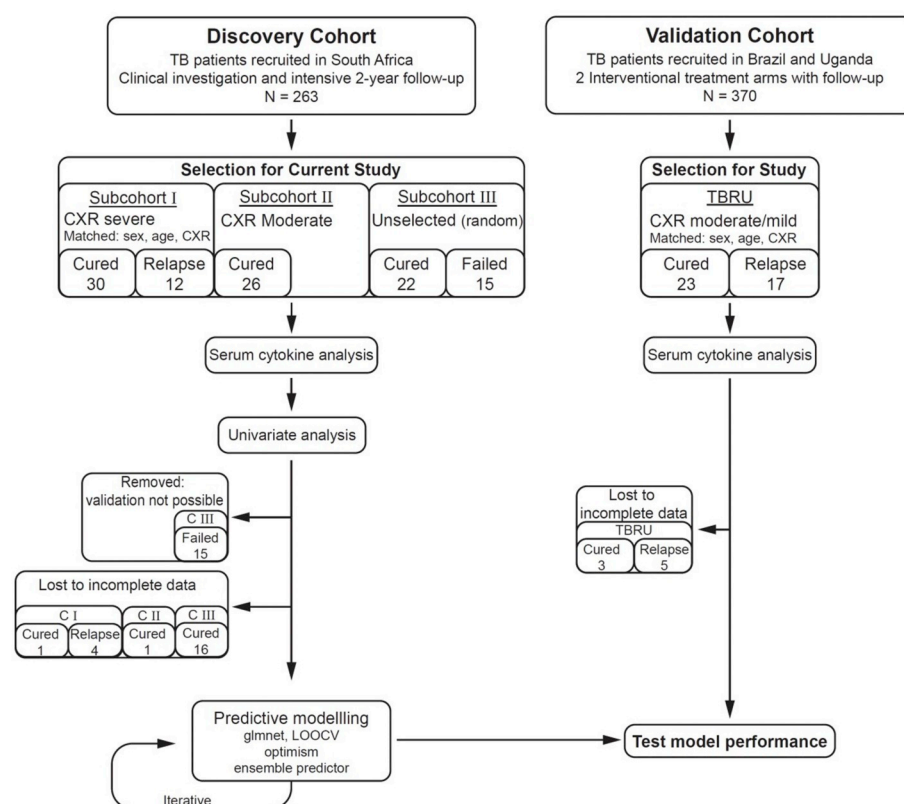 Discovery Cohort
TB patients recruited in South Africa
Clinical investigation and intensive 2-year follow-up
N = 263
Validation Cohort
TB patients recruited in Brazil and Uganda
2 Interventional treatment arms with follow-up
N = 370
Selection for Current Study
Subcohort I
CXR severe
Matched: sex, age, CXR
Cured
30
Relapse
12
Subcohort II
CXR Moderate
Cured
26
Subcohort III
Unselected (random)
Cured
22
Failed
15
Selection for Study
TBRU
CXR moderate/mild
Matched: sex, age, CXR
Cured
23
Relapse
17
Serum cytokine analysis
Serum cytokine analysis
Univariate analysis
Removed:
validation not possible
C III
Failed
15
Lost to incomplete data
C I
Cured
1
Relapse
4
C II
Cured
1
C III
Cured
16
Lost to
incomplete data
TBRU
Cured
3
Relapse
5
Predictive modellling
glmnet, LOOCV
optimism
ensemble predictor
Iterative
Test model performance